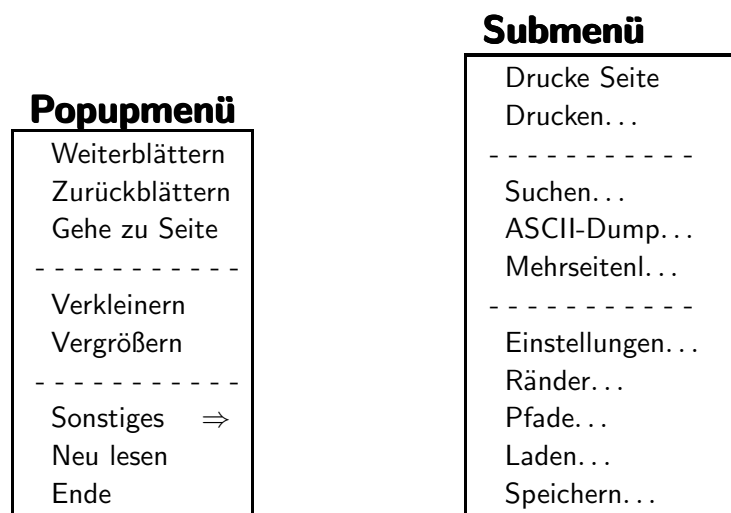 Popupmenü
Weiterblättern
Zurückblättern
Gehe zu Seite
- - - - - - - - - - -
Verkleinern
Vergrößern
- - - - - - - - - - -
Sonstiges ⇒
Neu lesen
Ende
Submenü
Drucke Seite
Drucken...
- - - - - - - - - - -
Suchen...
ASCII-Dump...
Mehrseitenl...
- - - - - - - - - - -
Einstellungen...
Ränder...
Pfade...
Laden...
Speichern...